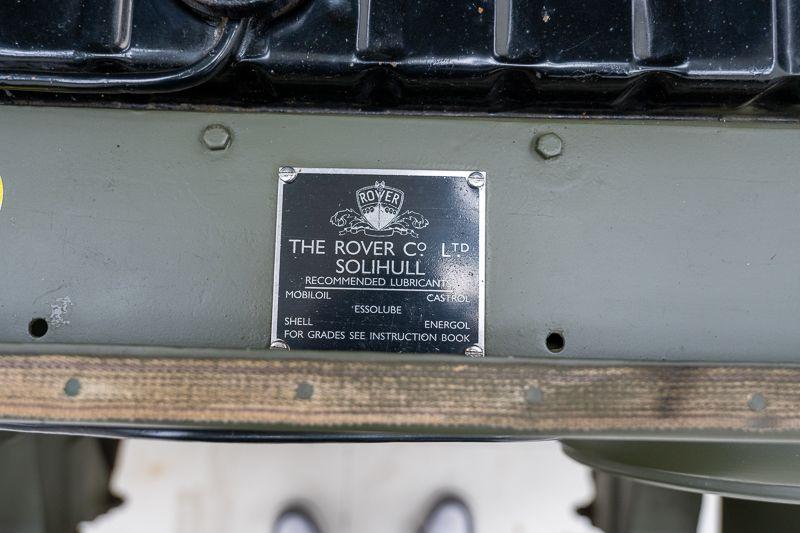 ROVER
THE ROVER Co LTD
SOLIHULL
RECOMMENDED LUBRICANTS
MOBILOIL CASTROL
ESSOLUBE
SHELL ENERGOL
FOR GRADES SEE INSTRUCTION BOOK